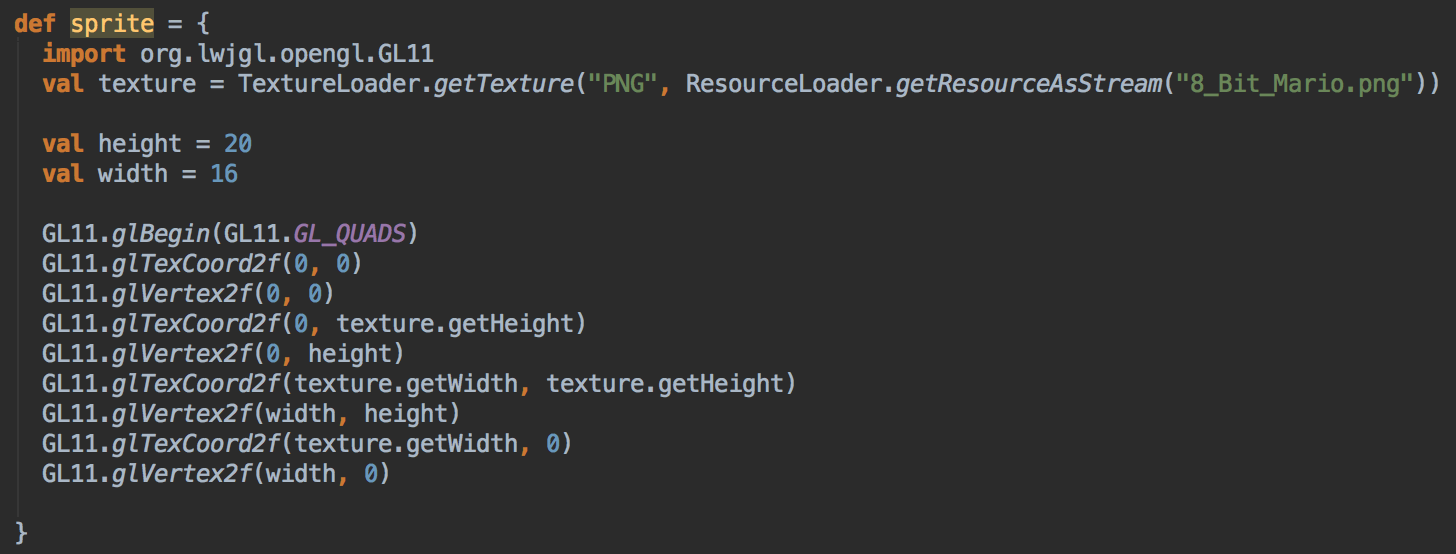 def sprite = {
import org.lwjgl.opengl.GL11
val texture = TextureLoader.getTexture("PNG", ResourceLoader.getResourceAsStream("8_Bit_Mario.png"))
val height = 20
val width = 16
GL11.glBegin(GL11.GL_QUADS)
GL11.glTexCoord2f(0, 0)
GL11.glVertex2f(0, 0)
GL11.glTexCoord2f(0, texture.getHeight)
GL11.glVertex2f(0, height)
GL11.glTexCoord2f(texture.getWidth, texture.getHeight)
GL11.glVertex2f(width, height)
GL11.glTexCoord2f(texture.getWidth, 0)
GL11.glVertex2f(width, 0)
}